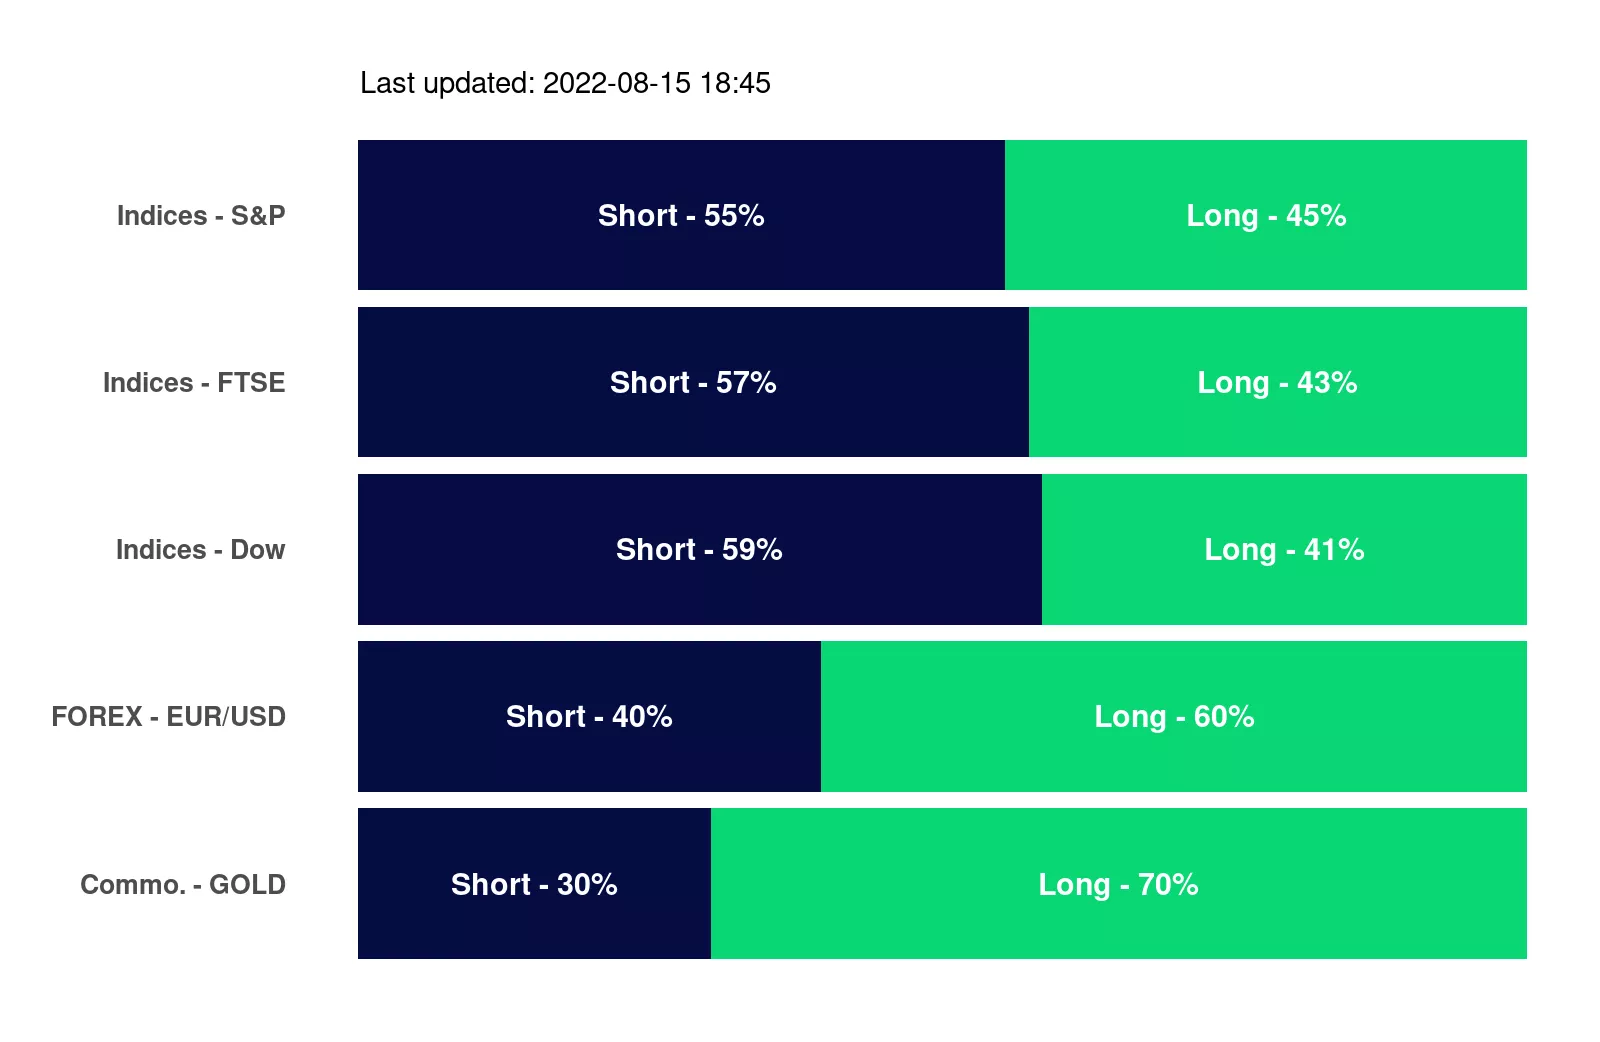 Last updated: 2022-08-15 18:45
Indices - S&P Short - 55% Long - 45%
Indices - FTSE Short - 57% Long - 43%
Indices - Dow Short - 59% Long - 41%
FOREX - EUR/USD Short - 40% Long - 60%
Commo. - GOLD Short - 30% Long - 70%